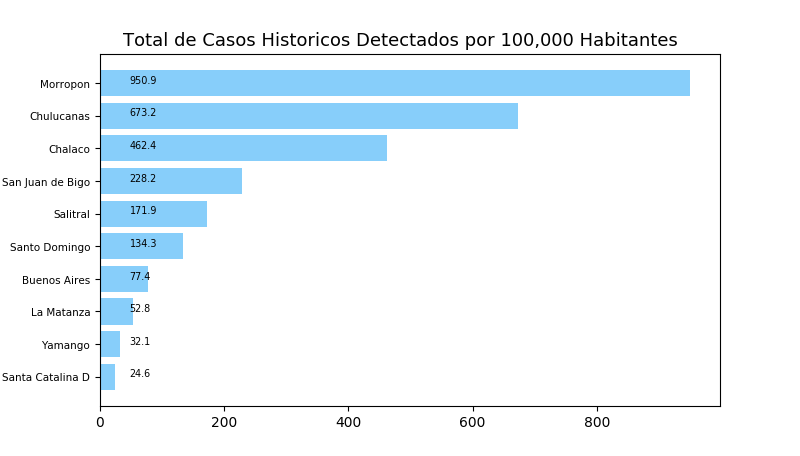 Total de Casos Historicos Detectados por 100,000 Habitantes
Morropon 950.9
Chulucanas 673.2
Chalaco 462.4
San Juan de Bigo 228.2
Salitral 171.9
Santo Domingo 134.3
Buenos Aires 77.4
La Matanza 52.8
Yamango 32.1
Santa Catalina D 24.6
0 200 400 600 800